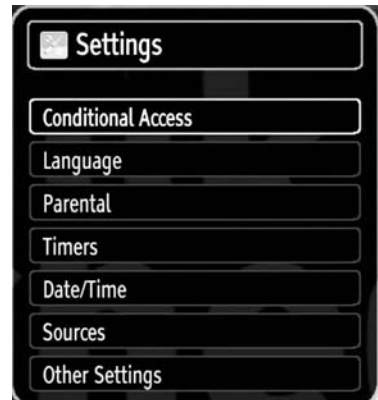 Settings
Conditional Access
Language
Parental
Timers
Date/Time
Sources
Other Settings